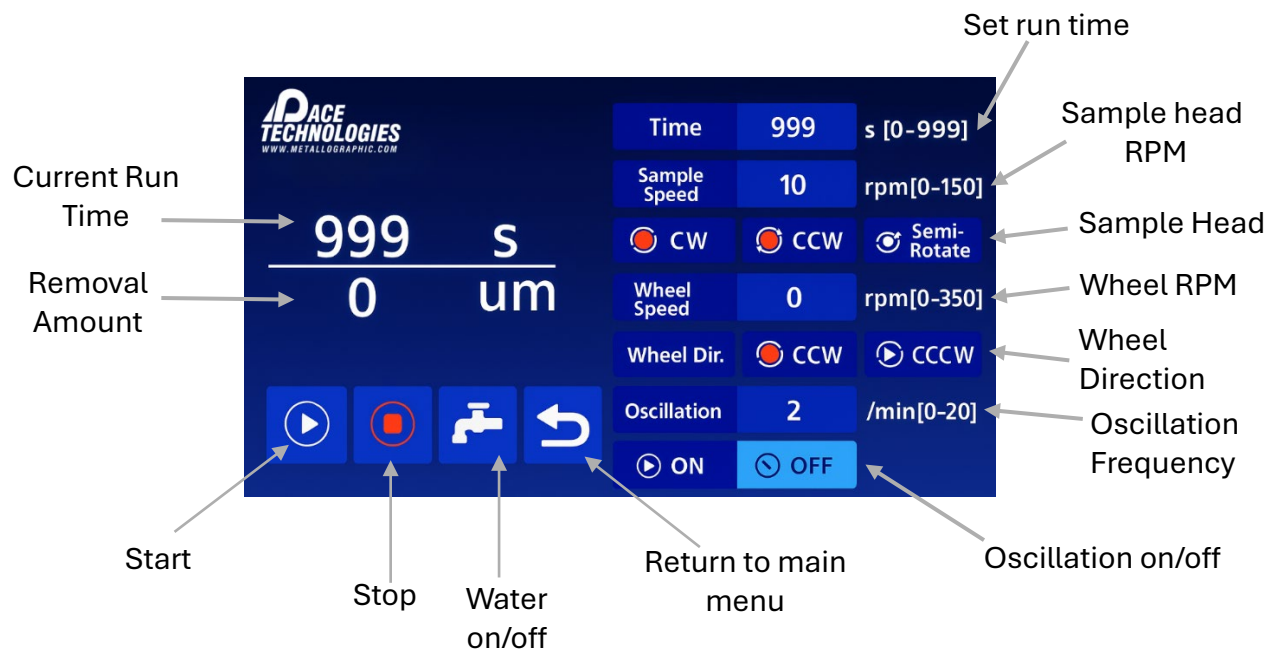 Set run time
PACE
TECHNOLOGIES
WWW.METALLOGRAPHIC.COM
Time 999 s [0-999]
Sample head
RPM
Current Run
Time
Sample
Speed
10 rpm[0-150]
999 s
CW CCW Semi-
Rotate
Sample Head
Removal
Amount
0 um
Wheel
Speed
0 rpm[0-350]
Wheel RPM
Wheel Dir. CCW CCCW
Wheel
Direction
Oscillation 2 /min[0-20]
Oscillation
Frequency
ON OFF
Start
Stop
Water
on/off
Return to main
menu
Oscillation on/off